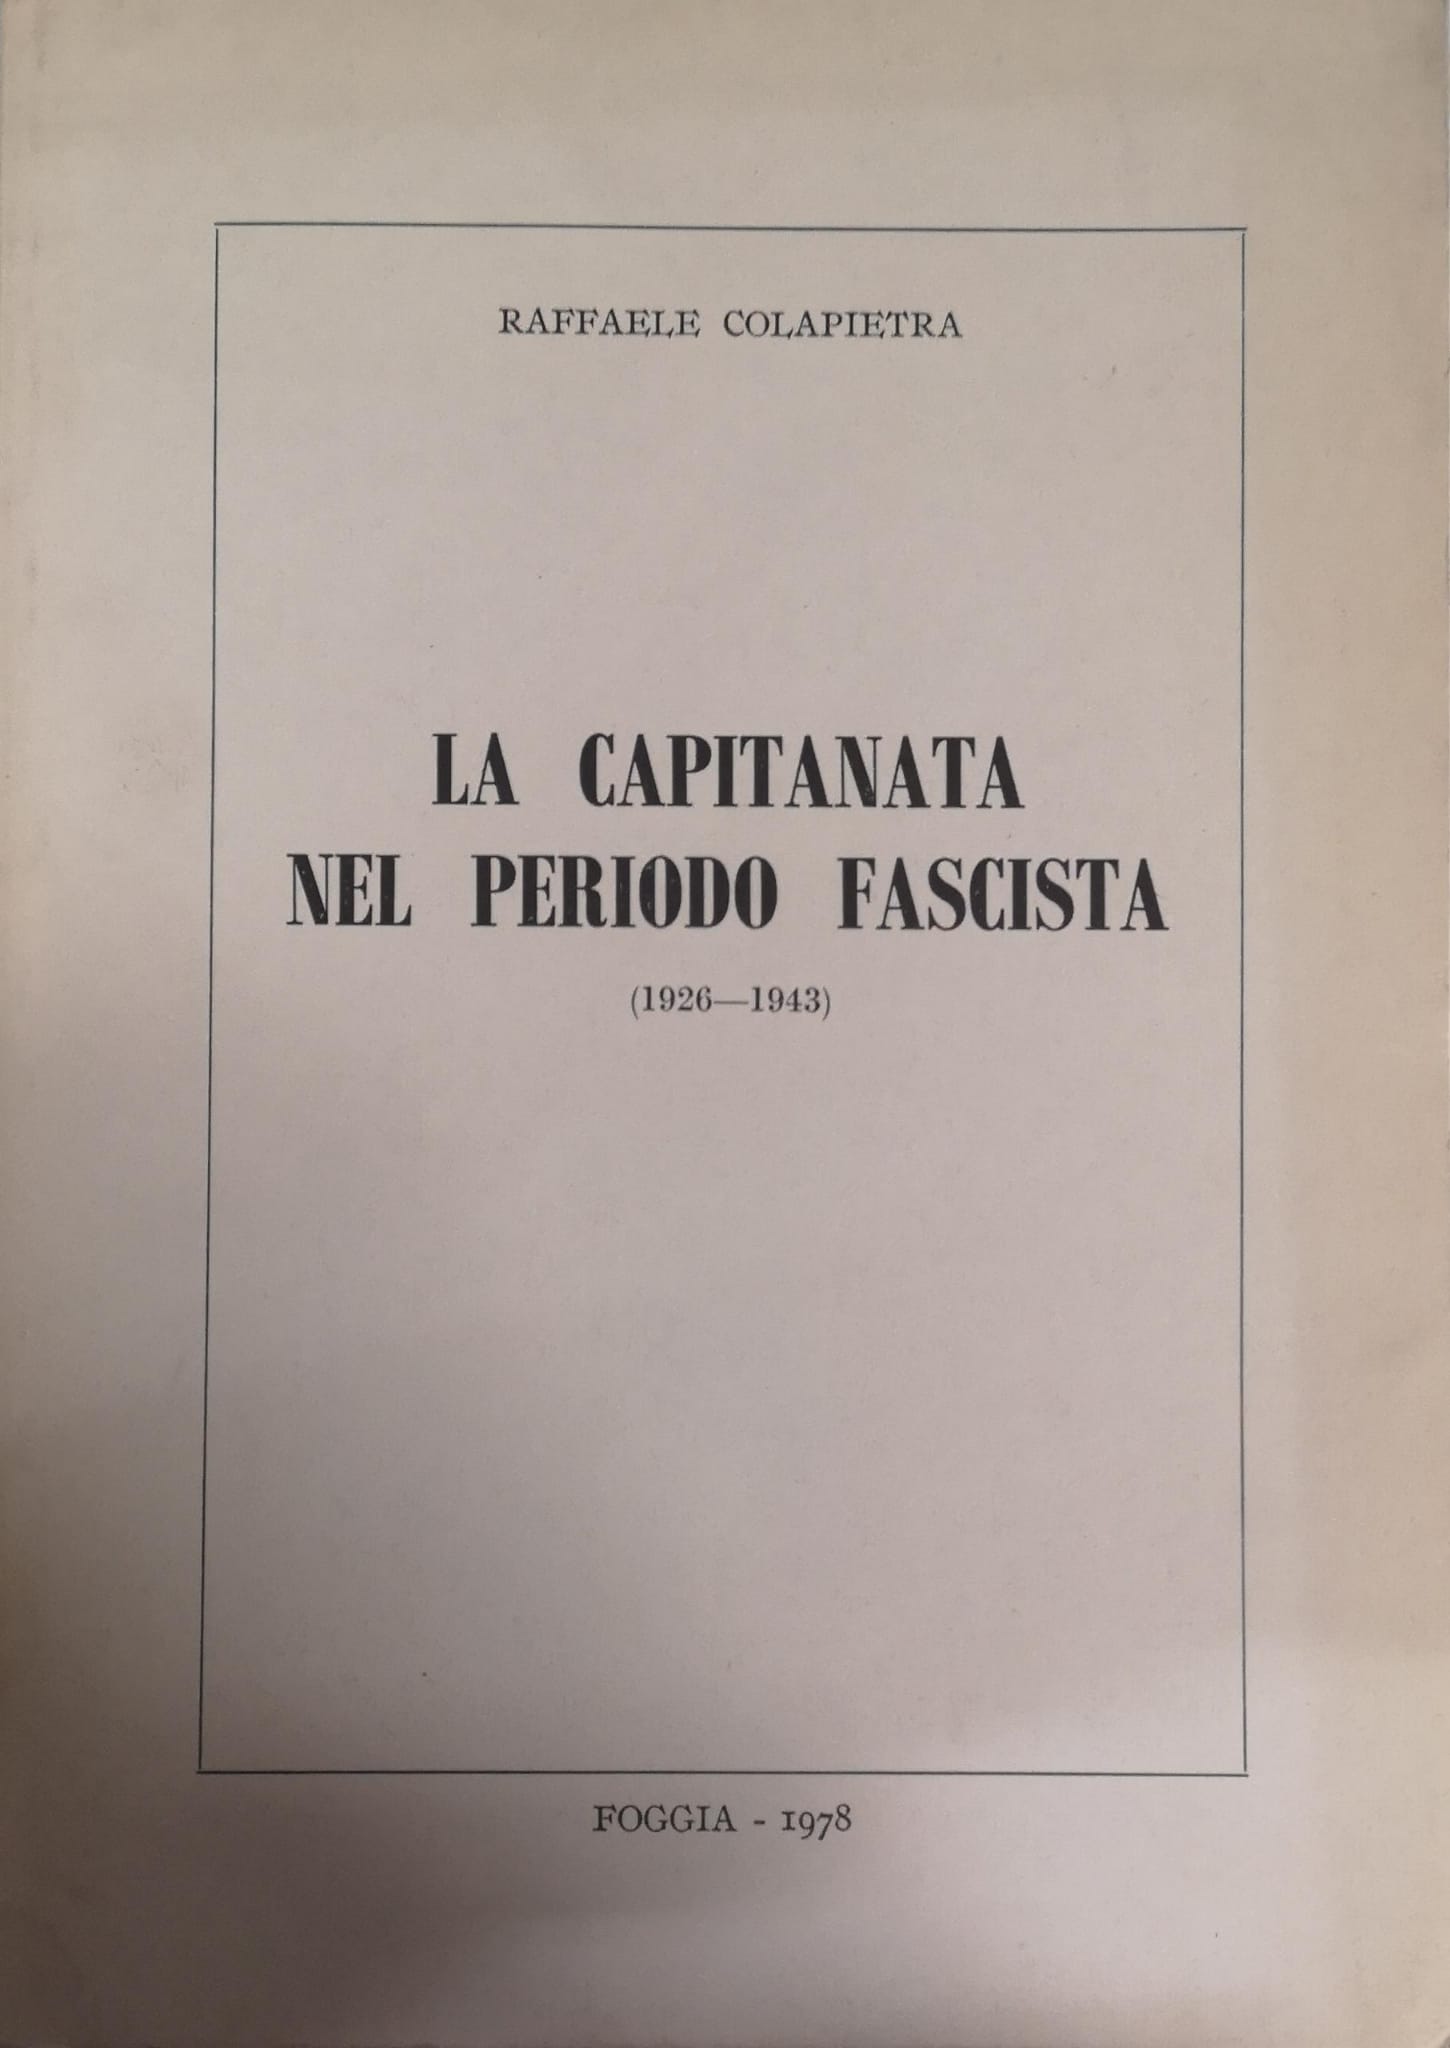 RAFFAELE COLAPIETRA
LA CAPITANATA
NEL PERIODO FASCISTA
(1926—1943)
FOGGIA - 1978